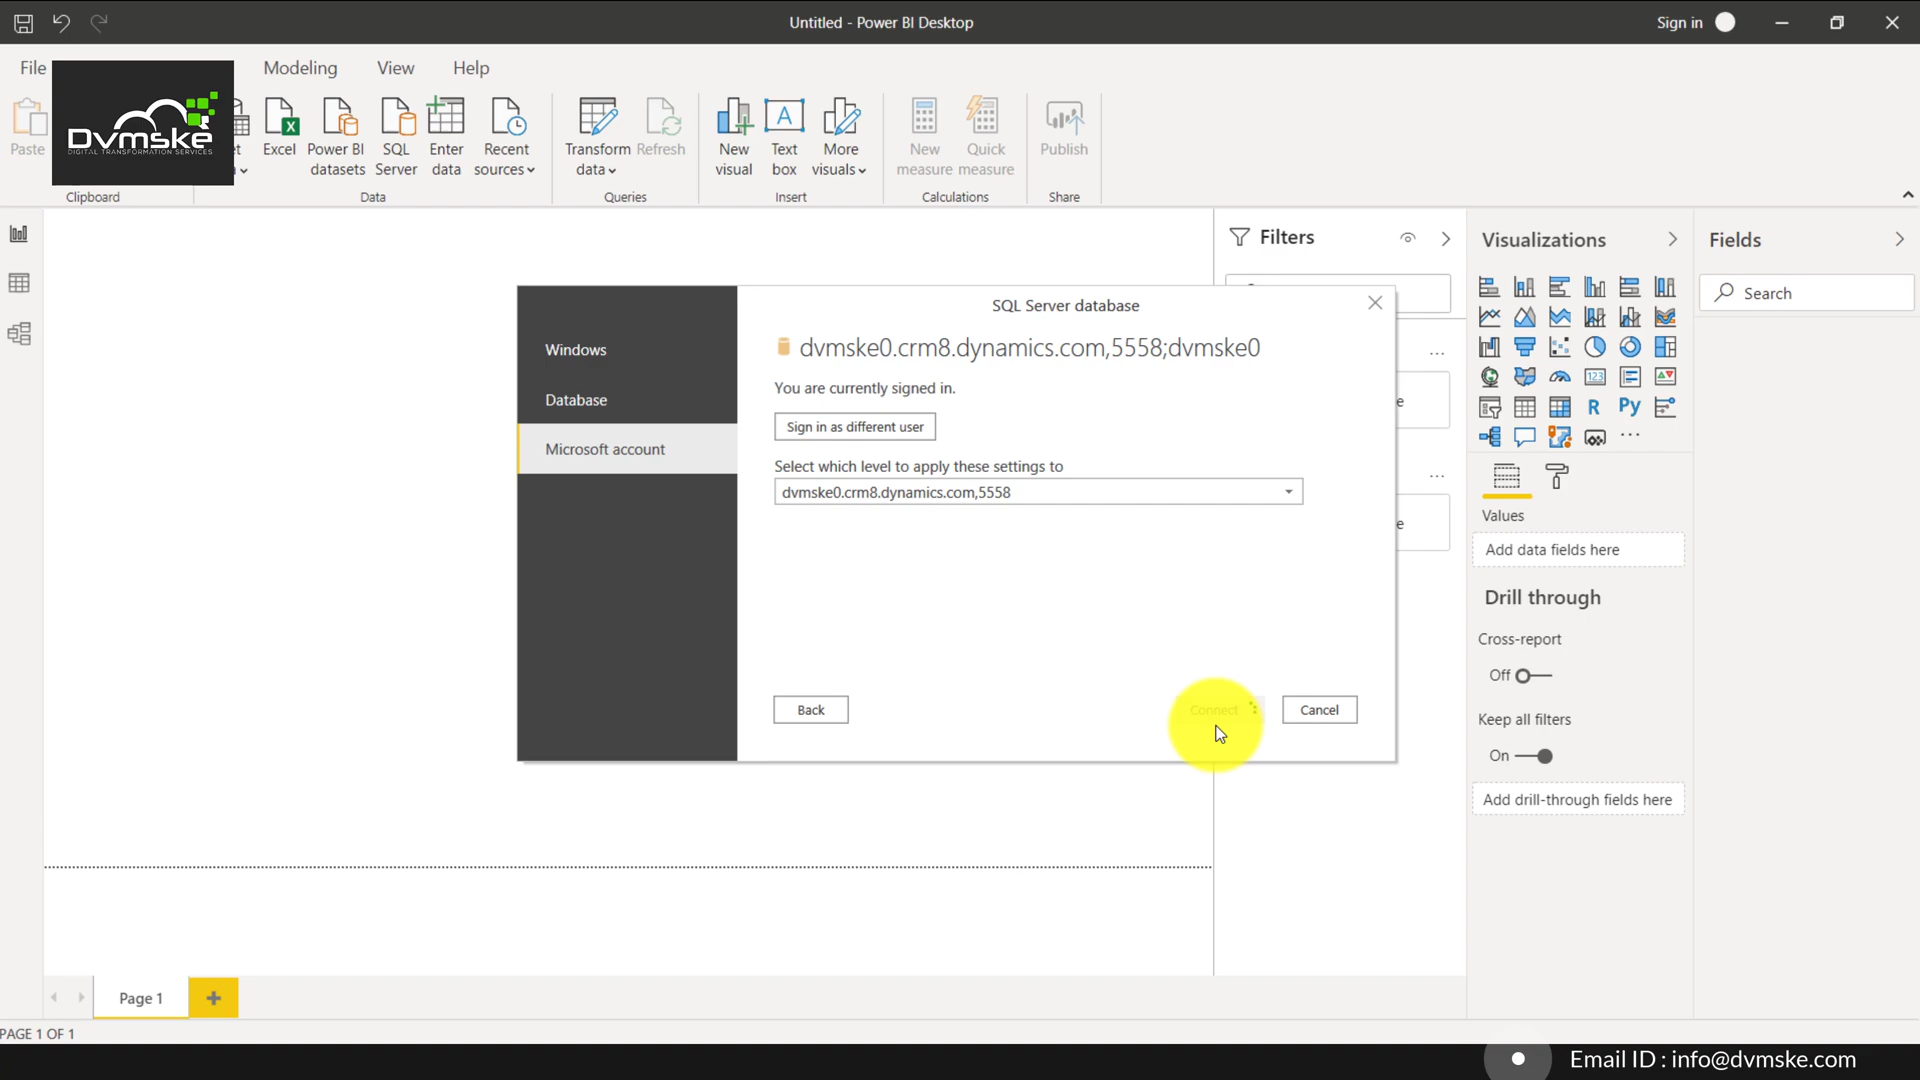 Untitled - Power BI Desktop
Sign in
File
Modeling
View
Help
Dvmske
DIGITAL TRANSFORMATION SERVICES
Paste
et
Excel
Power BI
datasets
SQL
Server
Enter
data
Recent
sources
Transform
data
Refresh
New
visual
Text
box
More
visuals
New
measure
Quick
measure
Publish
Clipboard
Data
Queries
Insert
Calculations
Share
Filters
Visualizations
Fields
Search
SQL Server database
Windows
Database
Microsoft account
dvmske0.crm8.dynamics.com,5558;dvmske0
You are currently signed in.
Sign in as different user
Select which level to apply these settings to
dvmske0.crm8.dynamics.com,5558
Back
Connect
Cancel
e
e
123
R
Py
Values
Add data fields here
Drill through
Cross-report
Off
Keep all filters
On
Add drill-through fields here
Page 1
PAGE 1 OF 1
Email ID : info@dvmske.com